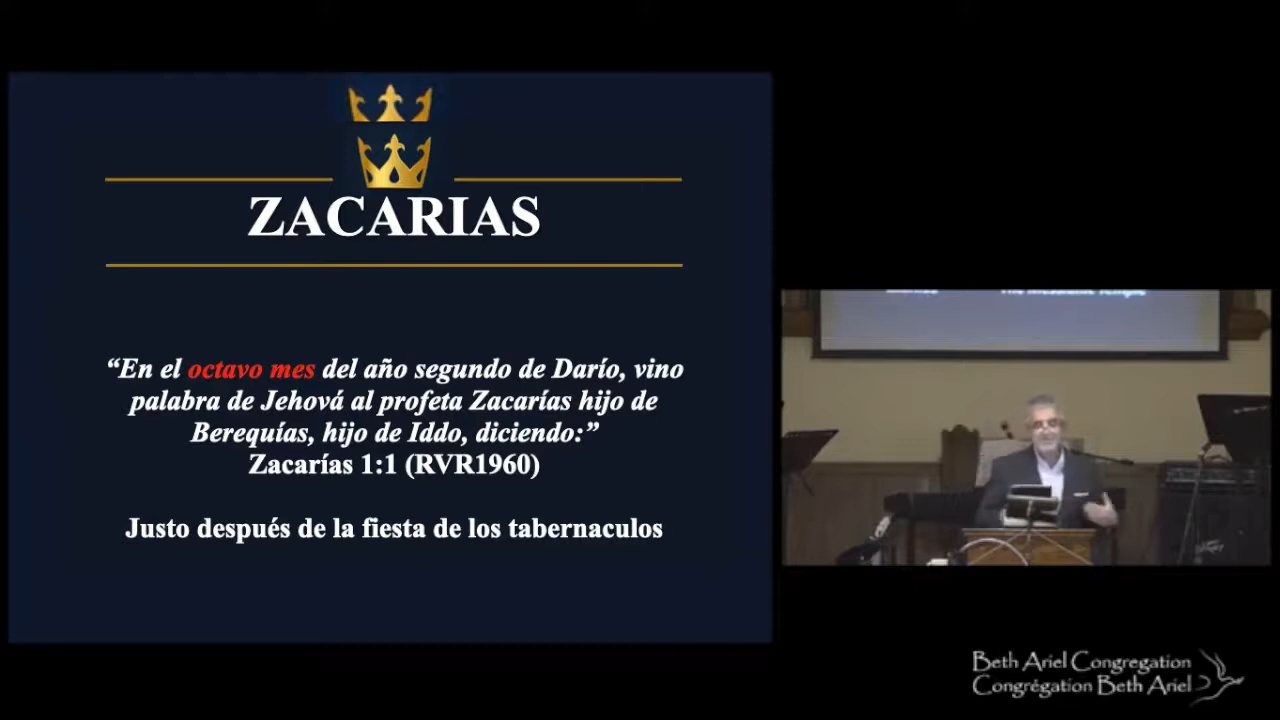 ZACARIAS
“En el octavo mes del año segundo de Darío, vino
palabra de Jehová al profeta Zacarías hijo de
Berequías, hijo de Iddo, diciendo:”
Zacarías 1:1 (RVR1960)
Justo después de la fiesta de los tabernaculos
Beth Ariel Congregation
Congrégation Beth Ariel